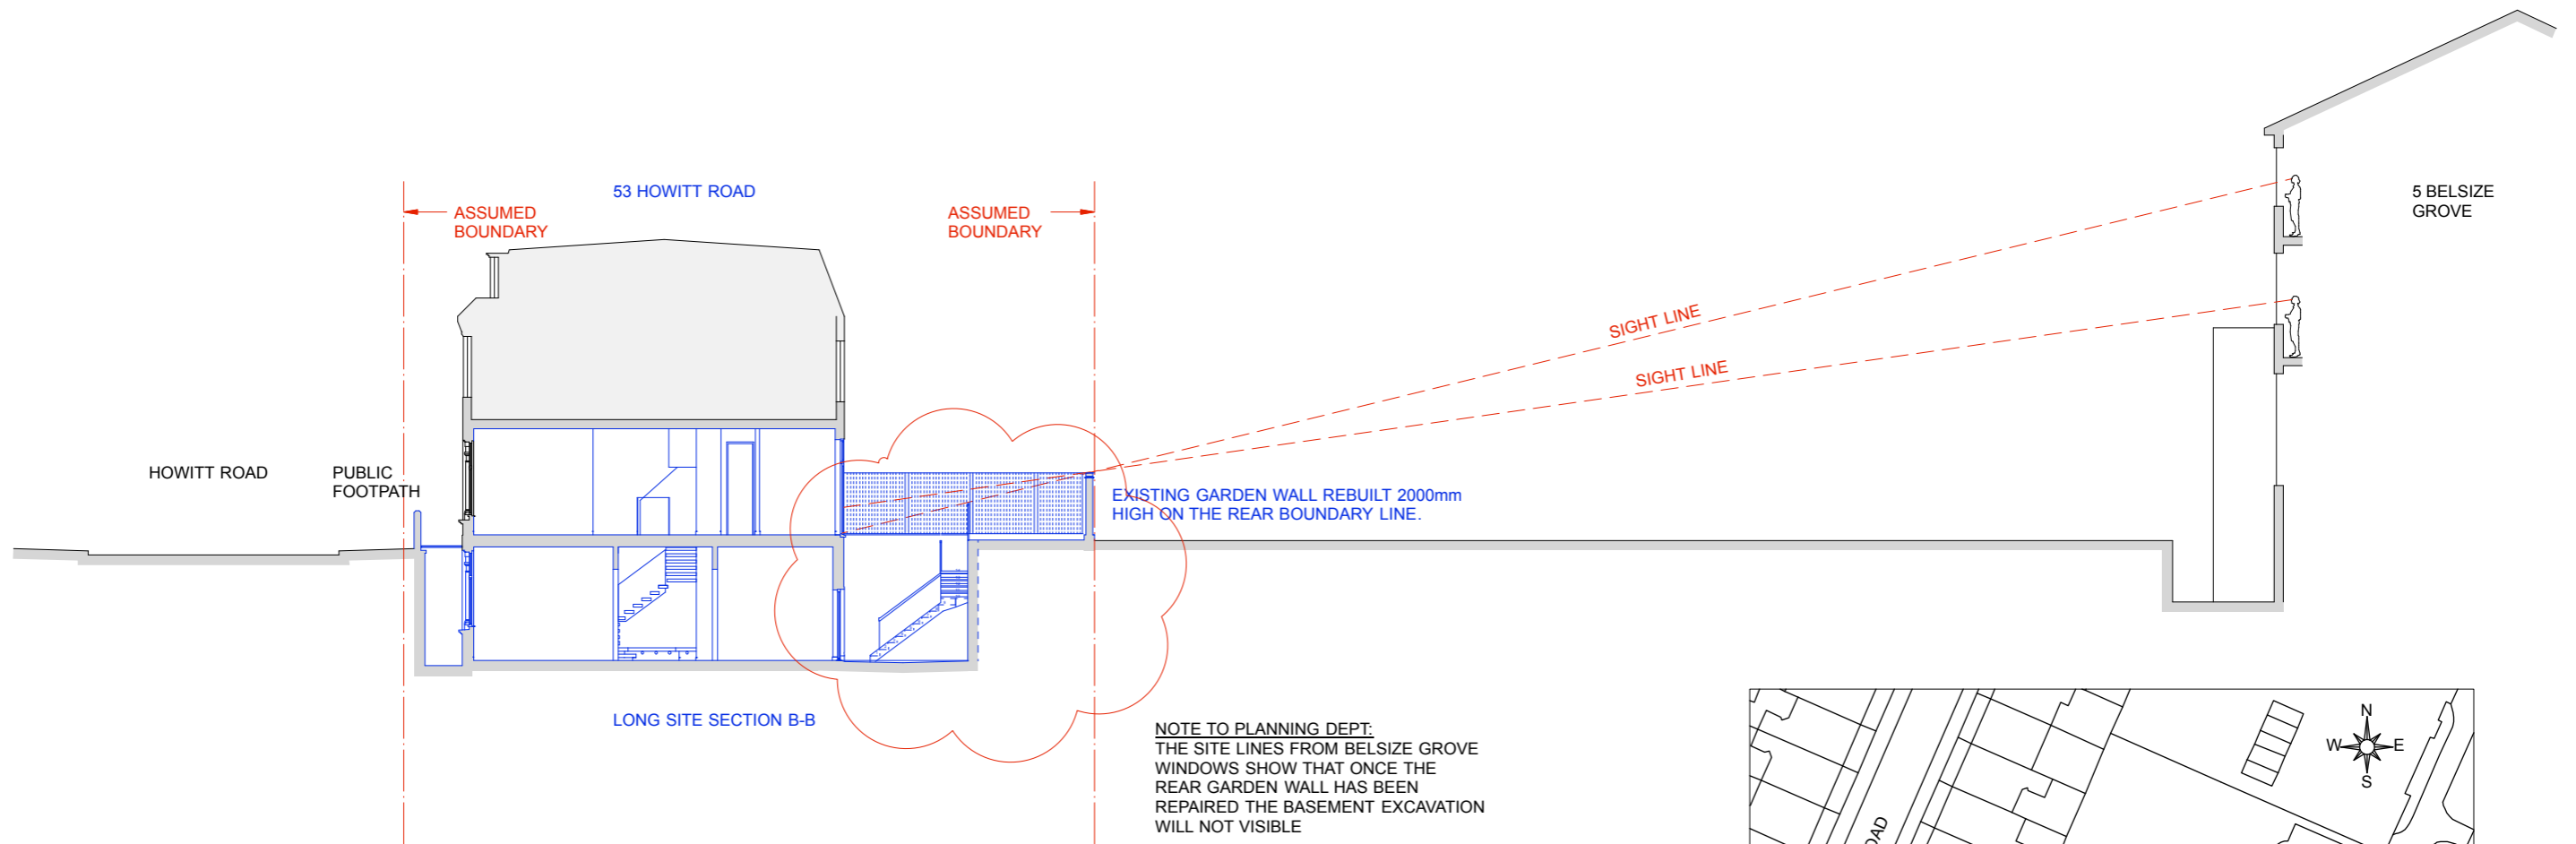 53 HOWITT ROAD
ASSUMED
BOUNDARY
ASSUMED
BOUNDARY
5 BELSIZE
GROVE
SIGHT LINE
SIGHT LINE
HOWITT ROAD
PUBLIC
FOOTPATH
EXISTING GARDEN WALL REBUILT 2000mm
HIGH ON THE REAR BOUNDARY LINE.
LONG SITE SECTION B-B
NOTE TO PLANNING DEPT:
THE SITE LINES FROM BELSIZE GROVE
WINDOWS SHOW THAT ONCE THE
REAR GARDEN WALL HAS BEEN
REPAIRED THE BASEMENT EXCAVATION
WILL NOT VISIBLE
N
W
E
S